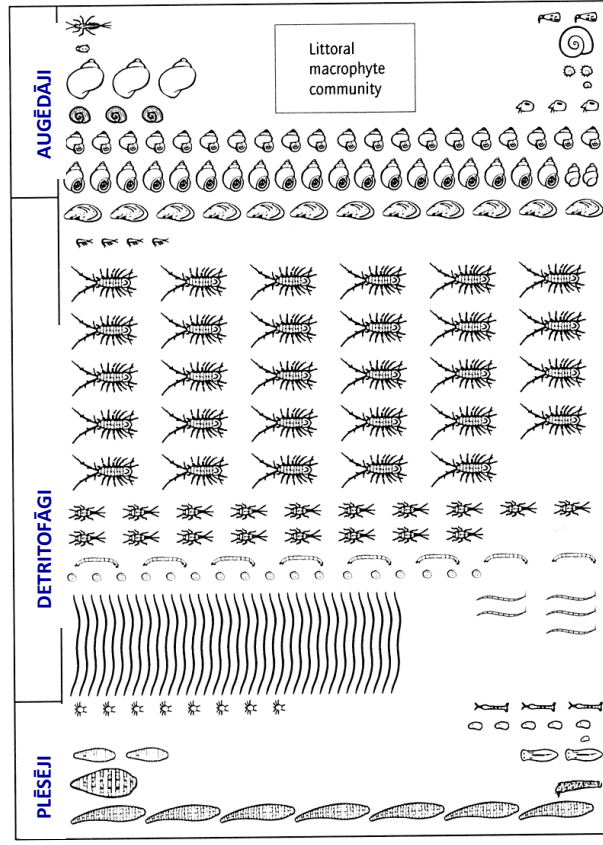 Littoral
macrophyte
community
AUGĒDĀJI
DETRITOFĀGI
PLĒSĒJI